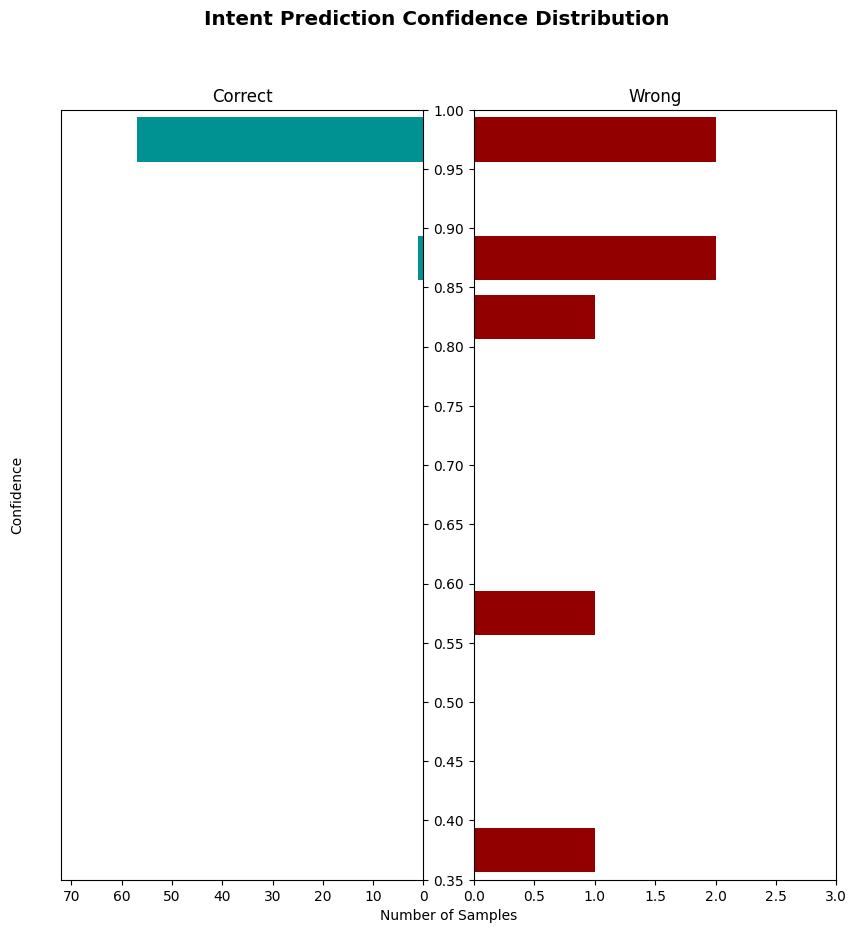 Intent Prediction Confidence Distribution
Correct
Wrong
Confidence
1.00
0.95
0.90
0.85
0.80
0.75
0.70
0.65
0.60
0.55
0.50
0.45
0.40
0.35
70 60 50 40 30 20 10 0
0.0 0.5 1.0 1.5 2.0 2.5 3.0
Number of Samples